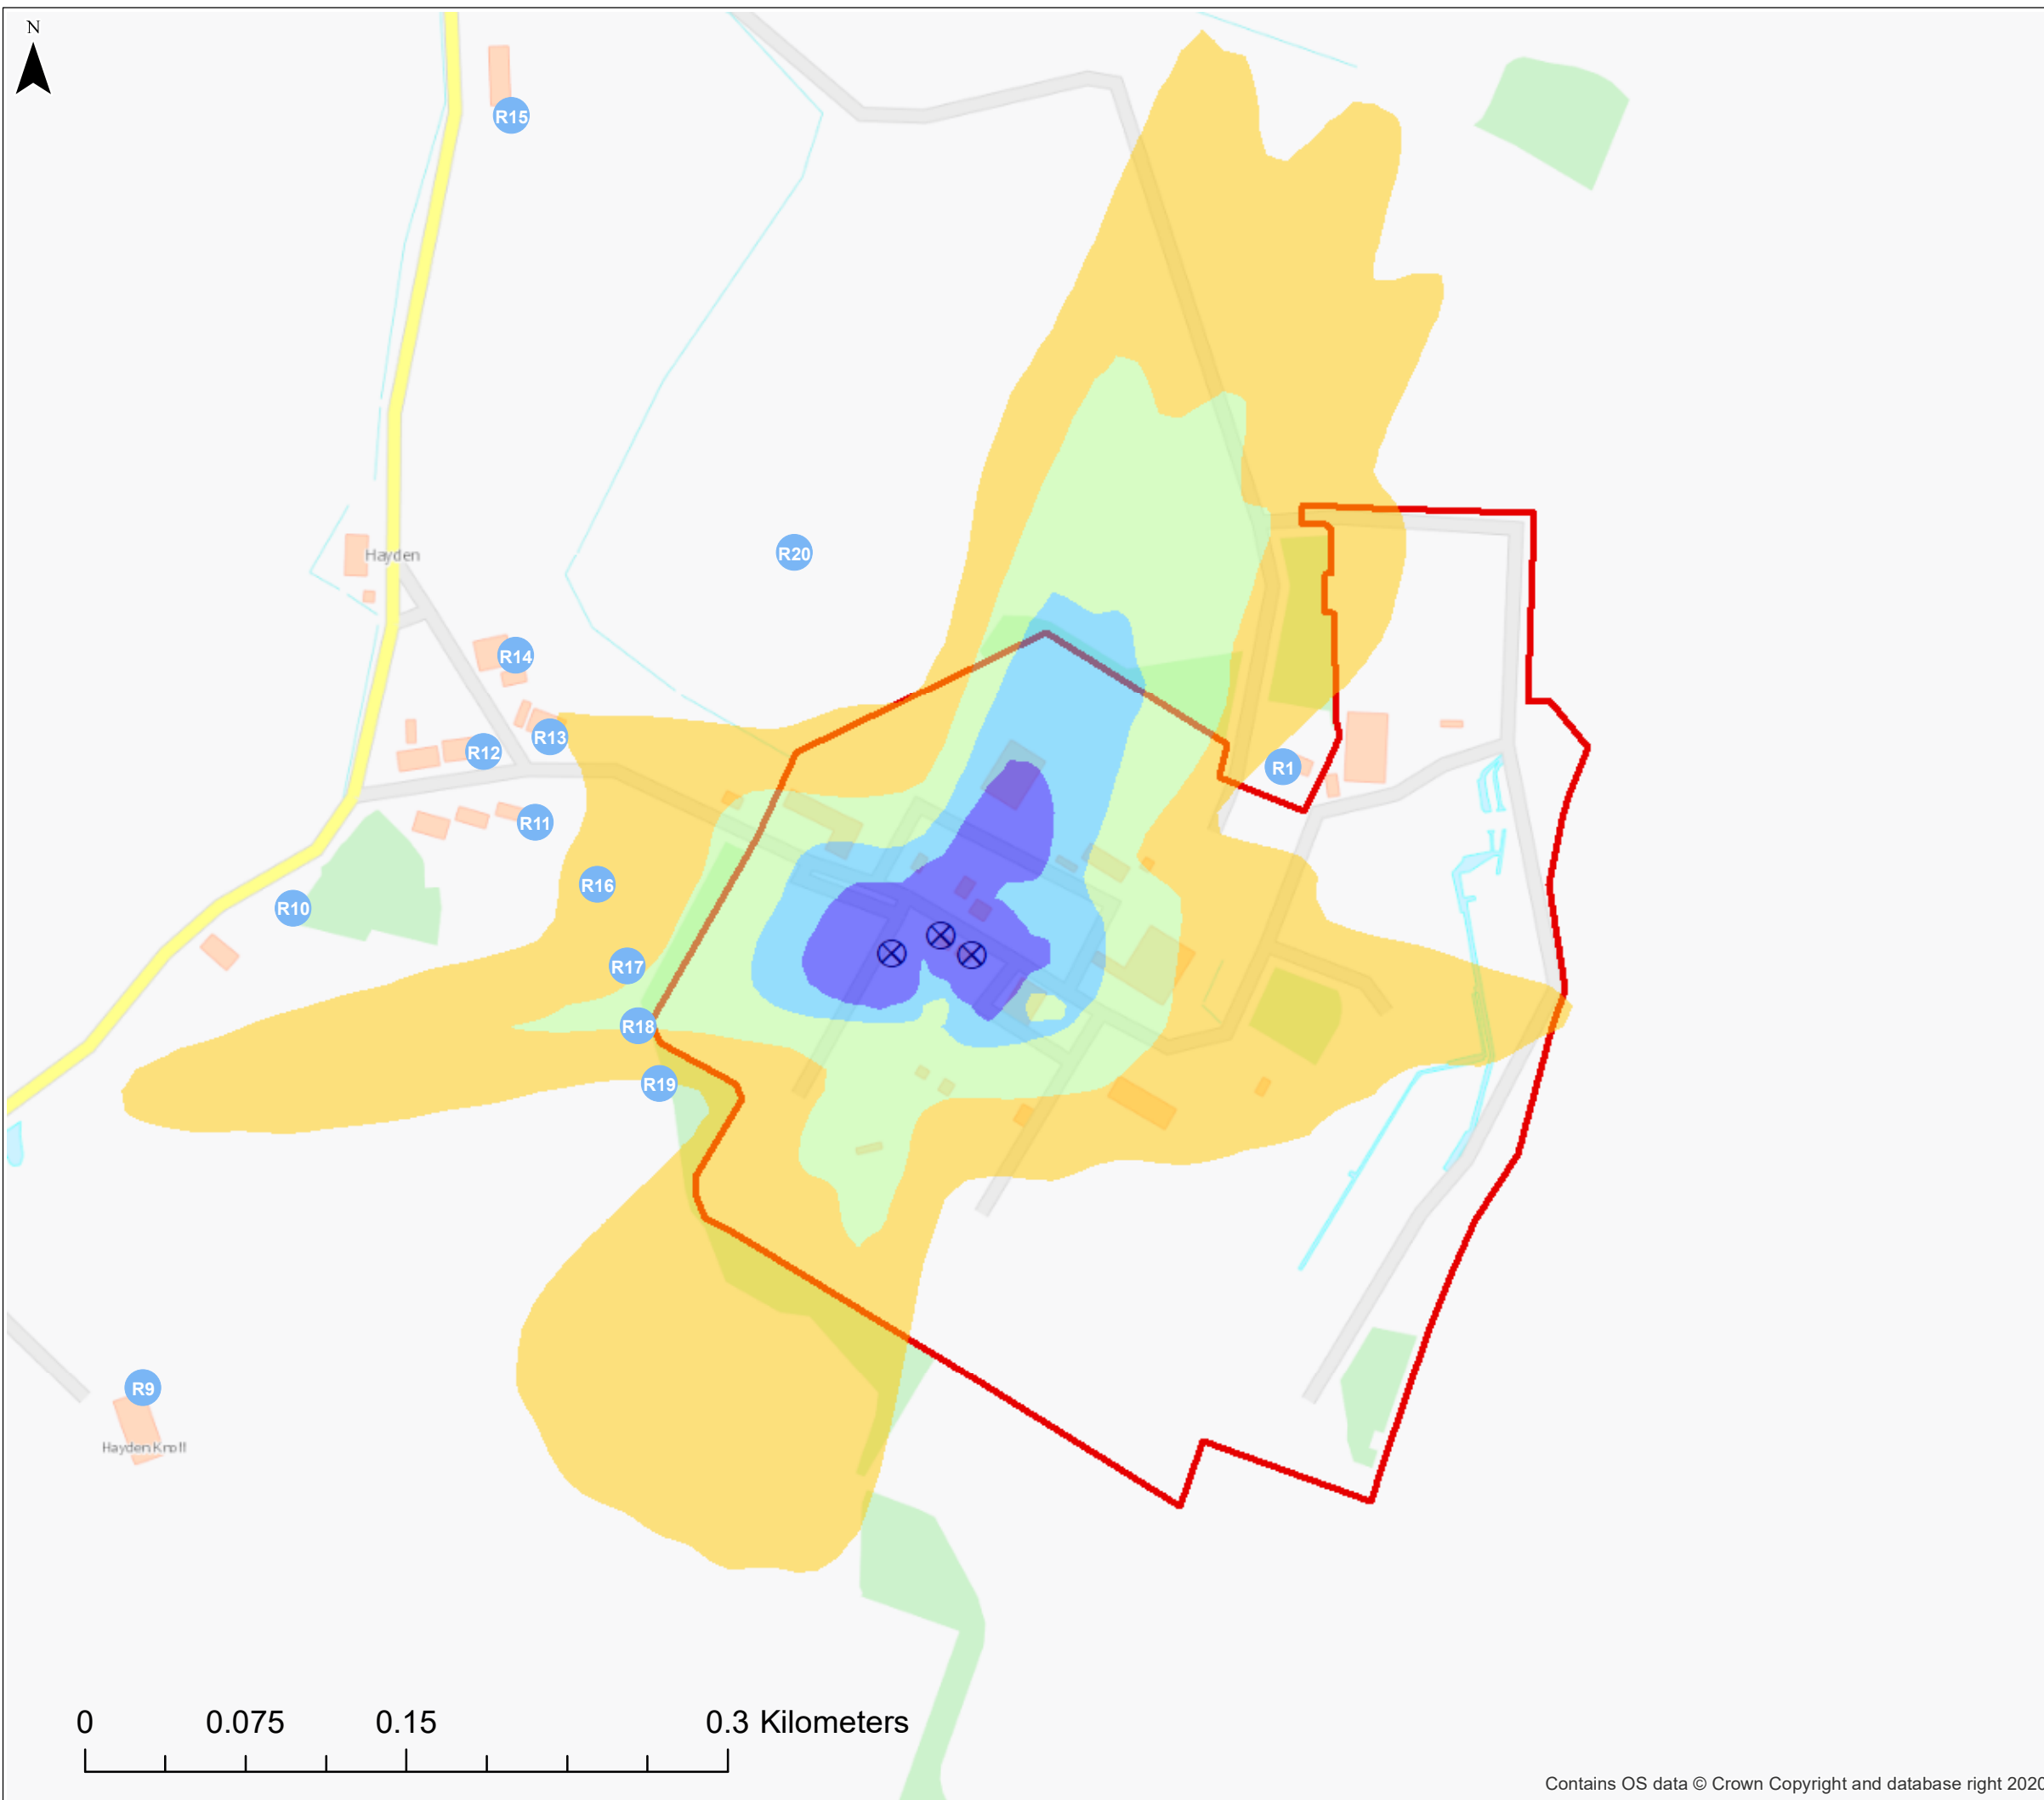 N
R15
R20
Hayden
R14
R13
R12
R1
R11
R16
R10
R17
R18
R19
R9
Hayden Knoll
0 0.075 0.15 0.3 Kilometers
Contains OS data © Crown Copyright and database right 2020